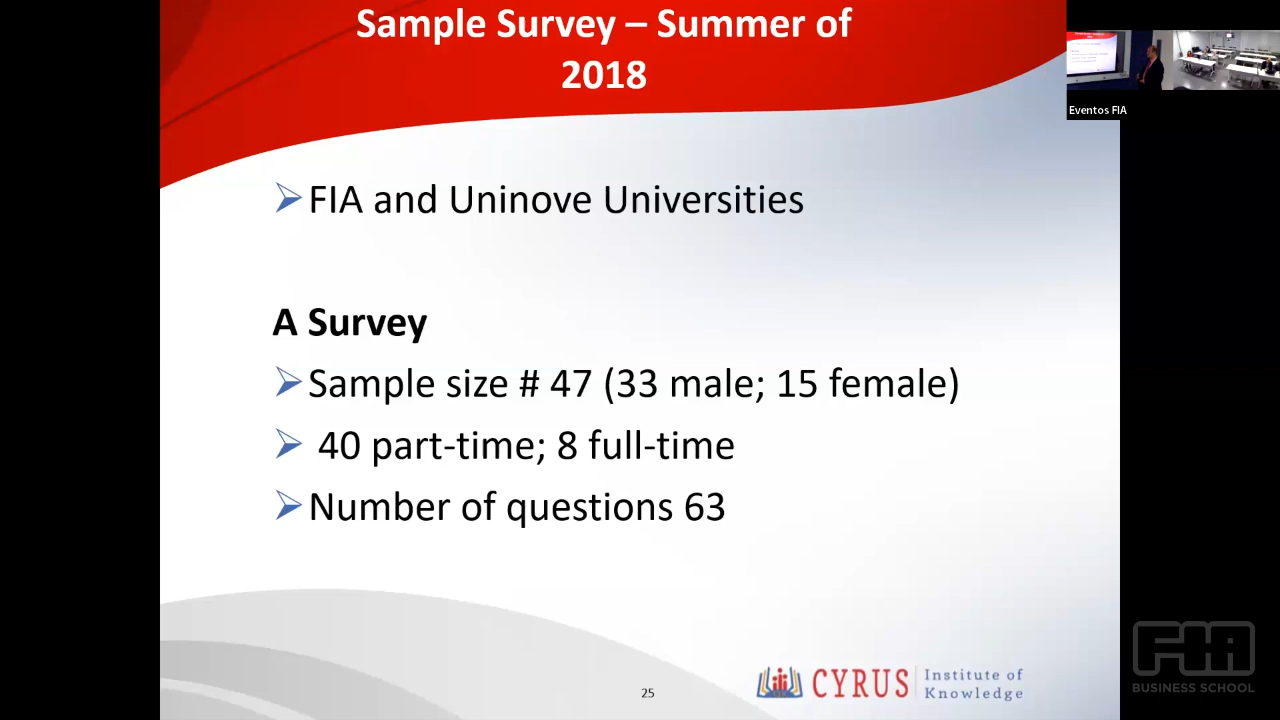 Sample Survey – Summer of
2018
Eventos FIA
FIA and Uninove Universities
A Survey
Sample size # 47 (33 male; 15 female)
40 part-time; 8 full-time
Number of questions 63
25
CYRUS
Institute of
Knowledge
FIA
BUSINESS SCHOOL